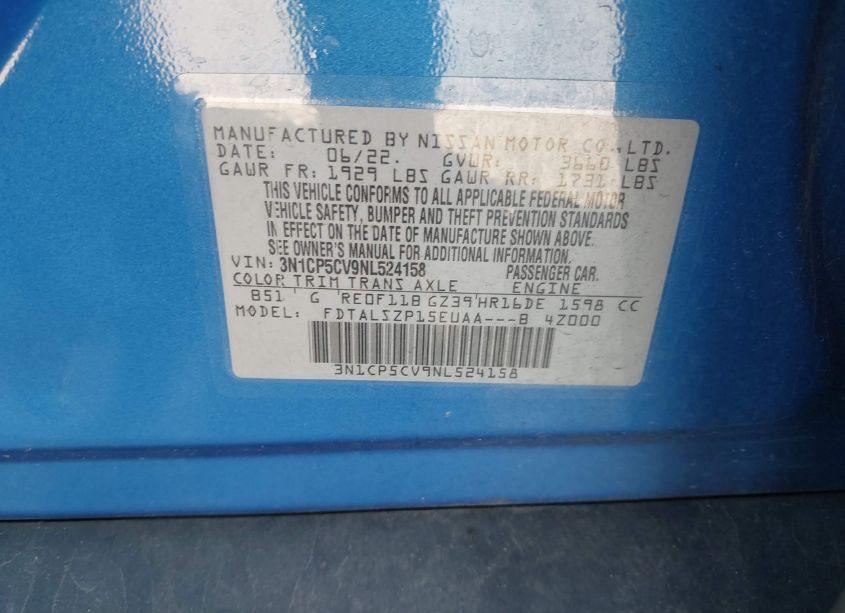 MANUFACTURED BY NISSAN MOTOR CO.,LTD.
DATE: 06/22. GVWR: 3660 LBS
GAWR FR: 1929 LBS GAWR RR: 1731 LBS
THIS VEHICLE CONFORMS TO ALL APPLICABLE FEDERAL MOTOR
VEHICLE SAFETY, BUMPER AND THEFT PREVENTION STANDARDS
IN EFFECT ON THE DATE OF MANUFACTURE SHOWN ABOVE.
SEE OWNER'S MANUAL FOR ADDITIONAL INFORMATION.
VIN: 3N1CP5CV9NL524158 PASSENGER CAR.
COLOR TRIM TRANS AXLE ENGINE
B51 G RE0F11B GZ39 HR16DE 1598 CC
MODEL: FDTALSZP15EUAA---B 4Z000
3N1CP5CV9NL524158